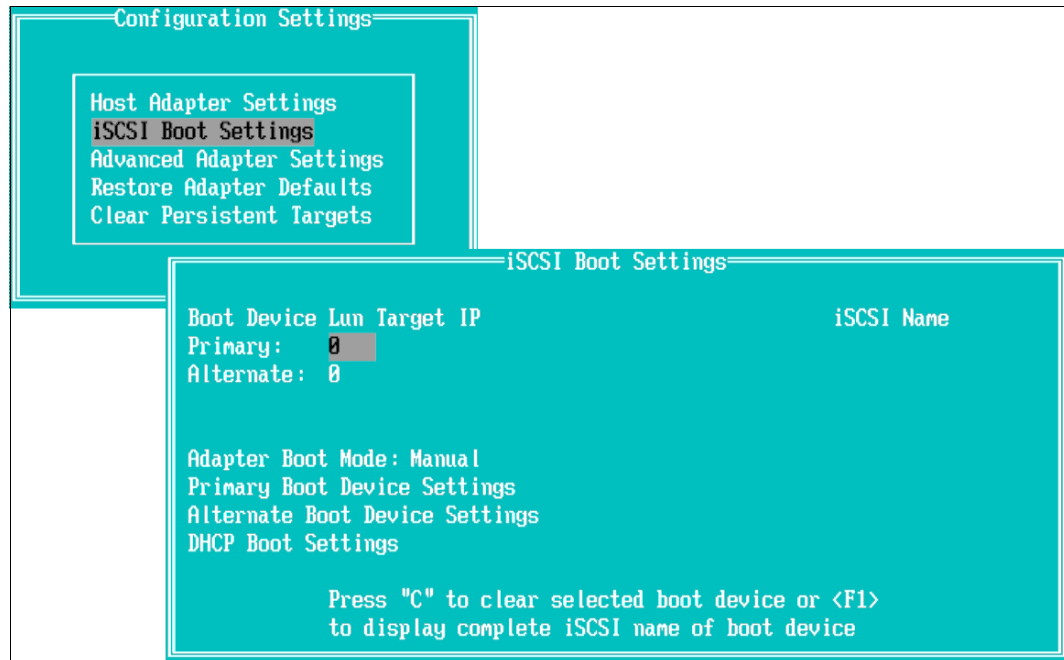 Configuration Settings
Host Adapter Settings
iSCSI Boot Settings
Advanced Adapter Settings
Restore Adapter Defaults
Clear Persistent Targets
iSCSI Boot Settings
Boot Device Lun Target IP iSCSI Name
Primary: 0
Alternate: 0
Adapter Boot Mode: Manual
Primary Boot Device Settings
Alternate Boot Device Settings
DHCP Boot Settings
Press "C" to clear selected boot device or <F1>
to display complete iSCSI name of boot device